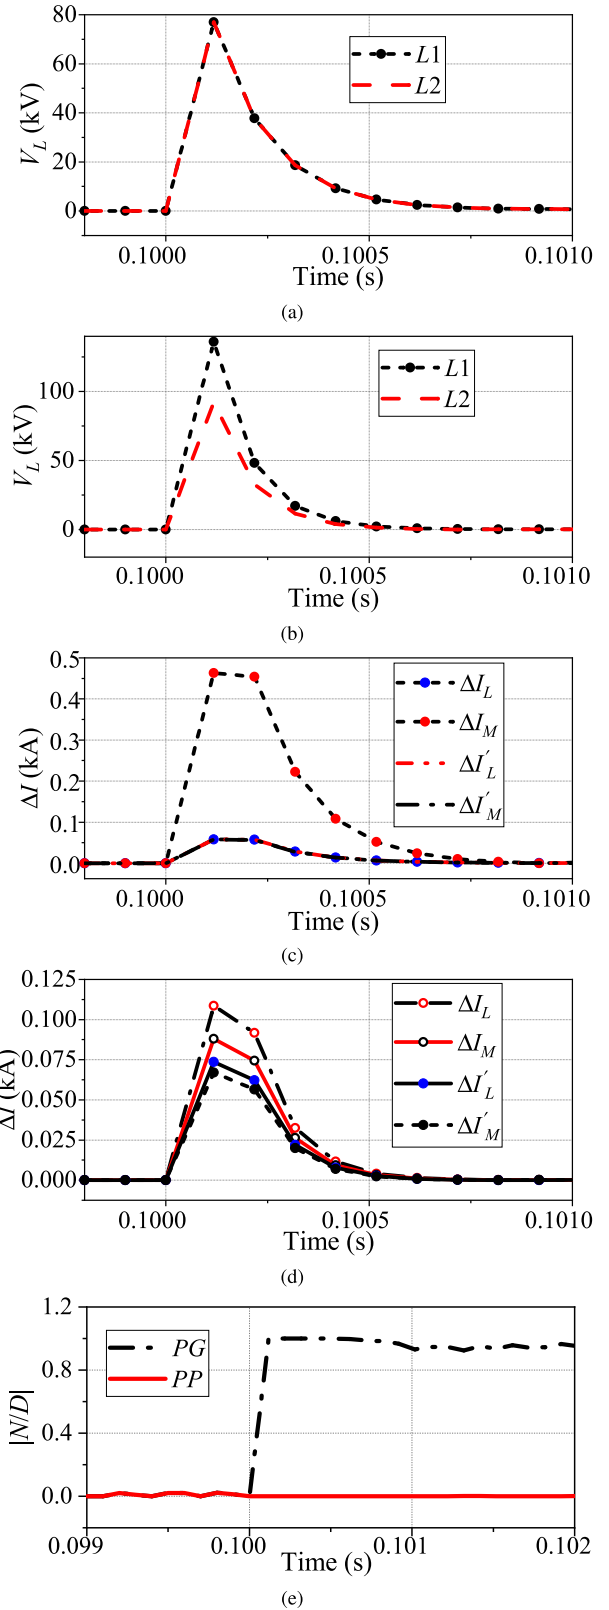 80
60
40
20
0
V_L (kV)
L1
L2
0.1000 0.1005 0.1010
Time (s)
(a)
100
50
0
V_L (kV)
L1
L2
0.1000 0.1005 0.1010
Time (s)
(b)
0.5
0.4
0.3
0.2
0.1
0.0
ΔI (kA)
ΔI_L
ΔI_M
ΔI′_L
ΔI′_M
0.1000 0.1005 0.1010
Time (s)
(c)
0.125
0.100
0.075
0.050
0.025
0.000
ΔI (kA)
ΔI_L
ΔI_M
ΔI′_L
ΔI′_M
0.1000 0.1005 0.1010
Time (s)
(d)
1.2
0.8
0.4
0.0
|N/D|
PG
PP
0.099 0.100 0.101 0.102
Time (s)
(e)